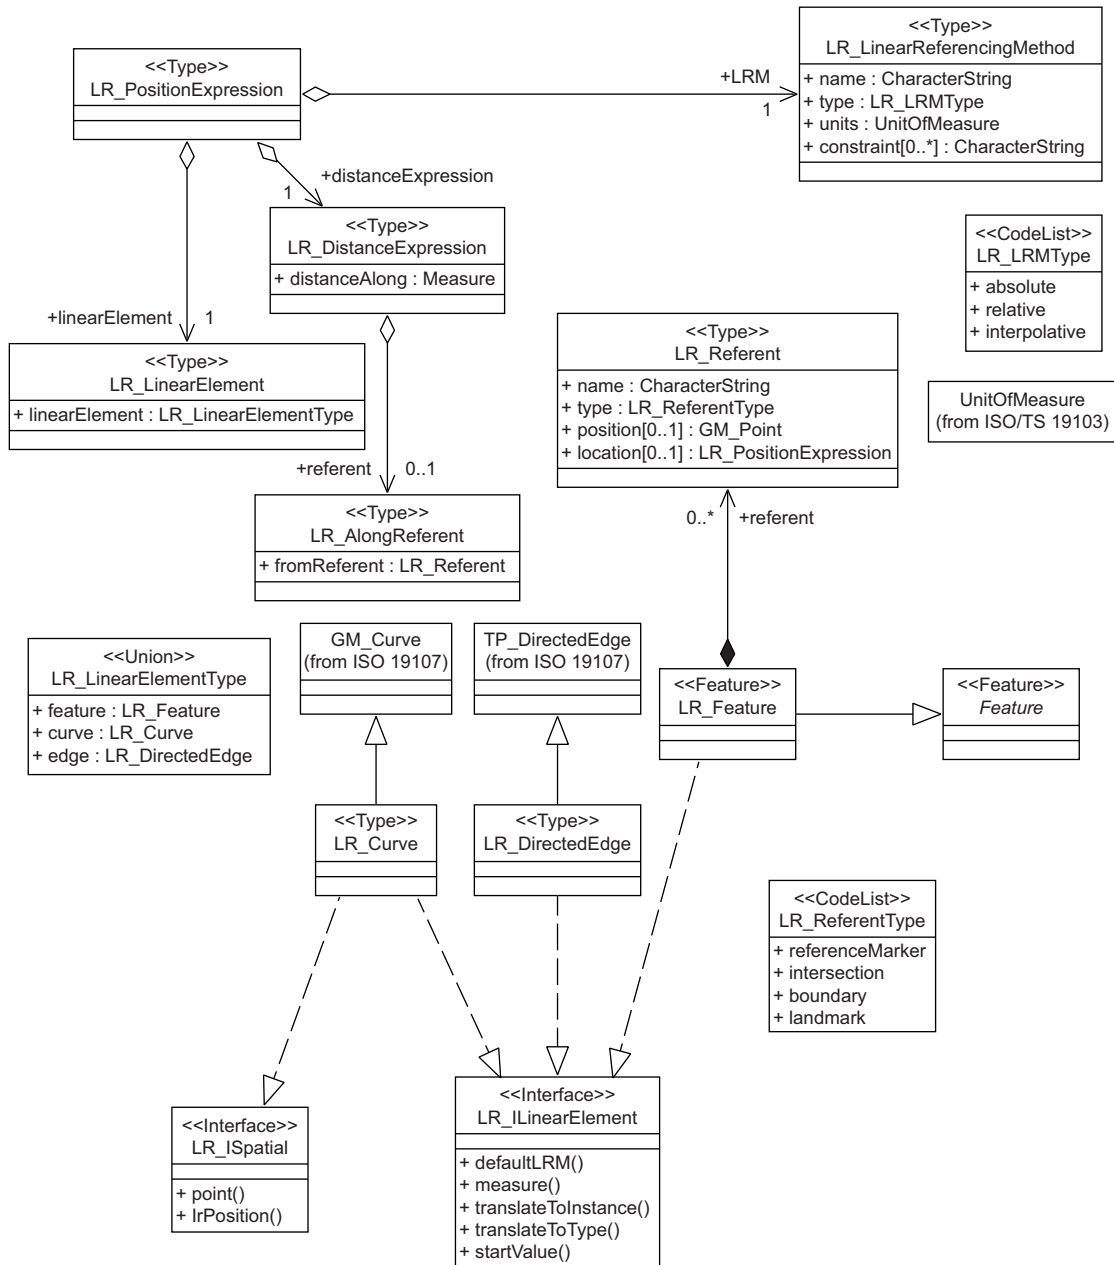 <<Type>>
LR_PositionExpression
<<Type>>
LR_LinearReferencingMethod
+ name : CharacterString
+ type : LR_LRMType
+ units : UnitOfMeasure
+ constraint[0..*] : CharacterString
+LRM
1
+distanceExpression
1
<<Type>>
LR_DistanceExpression
+ distanceAlong : Measure
<<CodeList>>
LR_LRMType
+ absolute
+ relative
+ interpolative
+linearElement
1
<<Type>>
LR_LinearElement
+ linearElement : LR_LinearElementType
<<Type>>
LR_Referent
+ name : CharacterString
+ type : LR_ReferentType
+ position[0..1] : GM_Point
+ location[0..1] : LR_PositionExpression
UnitOfMeasure
(from ISO/TS 19103)
+referent
0..1
<<Type>>
LR_AlongReferent
+ fromReferent : LR_Referent
0..*
+referent
<<Union>>
LR_LinearElementType
+ feature : LR_Feature
+ curve : LR_Curve
+ edge : LR_DirectedEdge
GM_Curve
(from ISO 19107)
TP_DirectedEdge
(from ISO 19107)
<<Feature>>
LR_Feature
<<Feature>>
Feature
<<Type>>
LR_Curve
<<Type>>
LR_DirectedEdge
<<CodeList>>
LR_ReferentType
+ referenceMarker
+ intersection
+ boundary
+ landmark
<<Interface>>
LR_ISpatial
+ point()
+ lrPosition()
<<Interface>>
LR_ILinearElement
+ defaultLRM()
+ measure()
+ translateToInstance()
+ translateToType()
+ startValue()